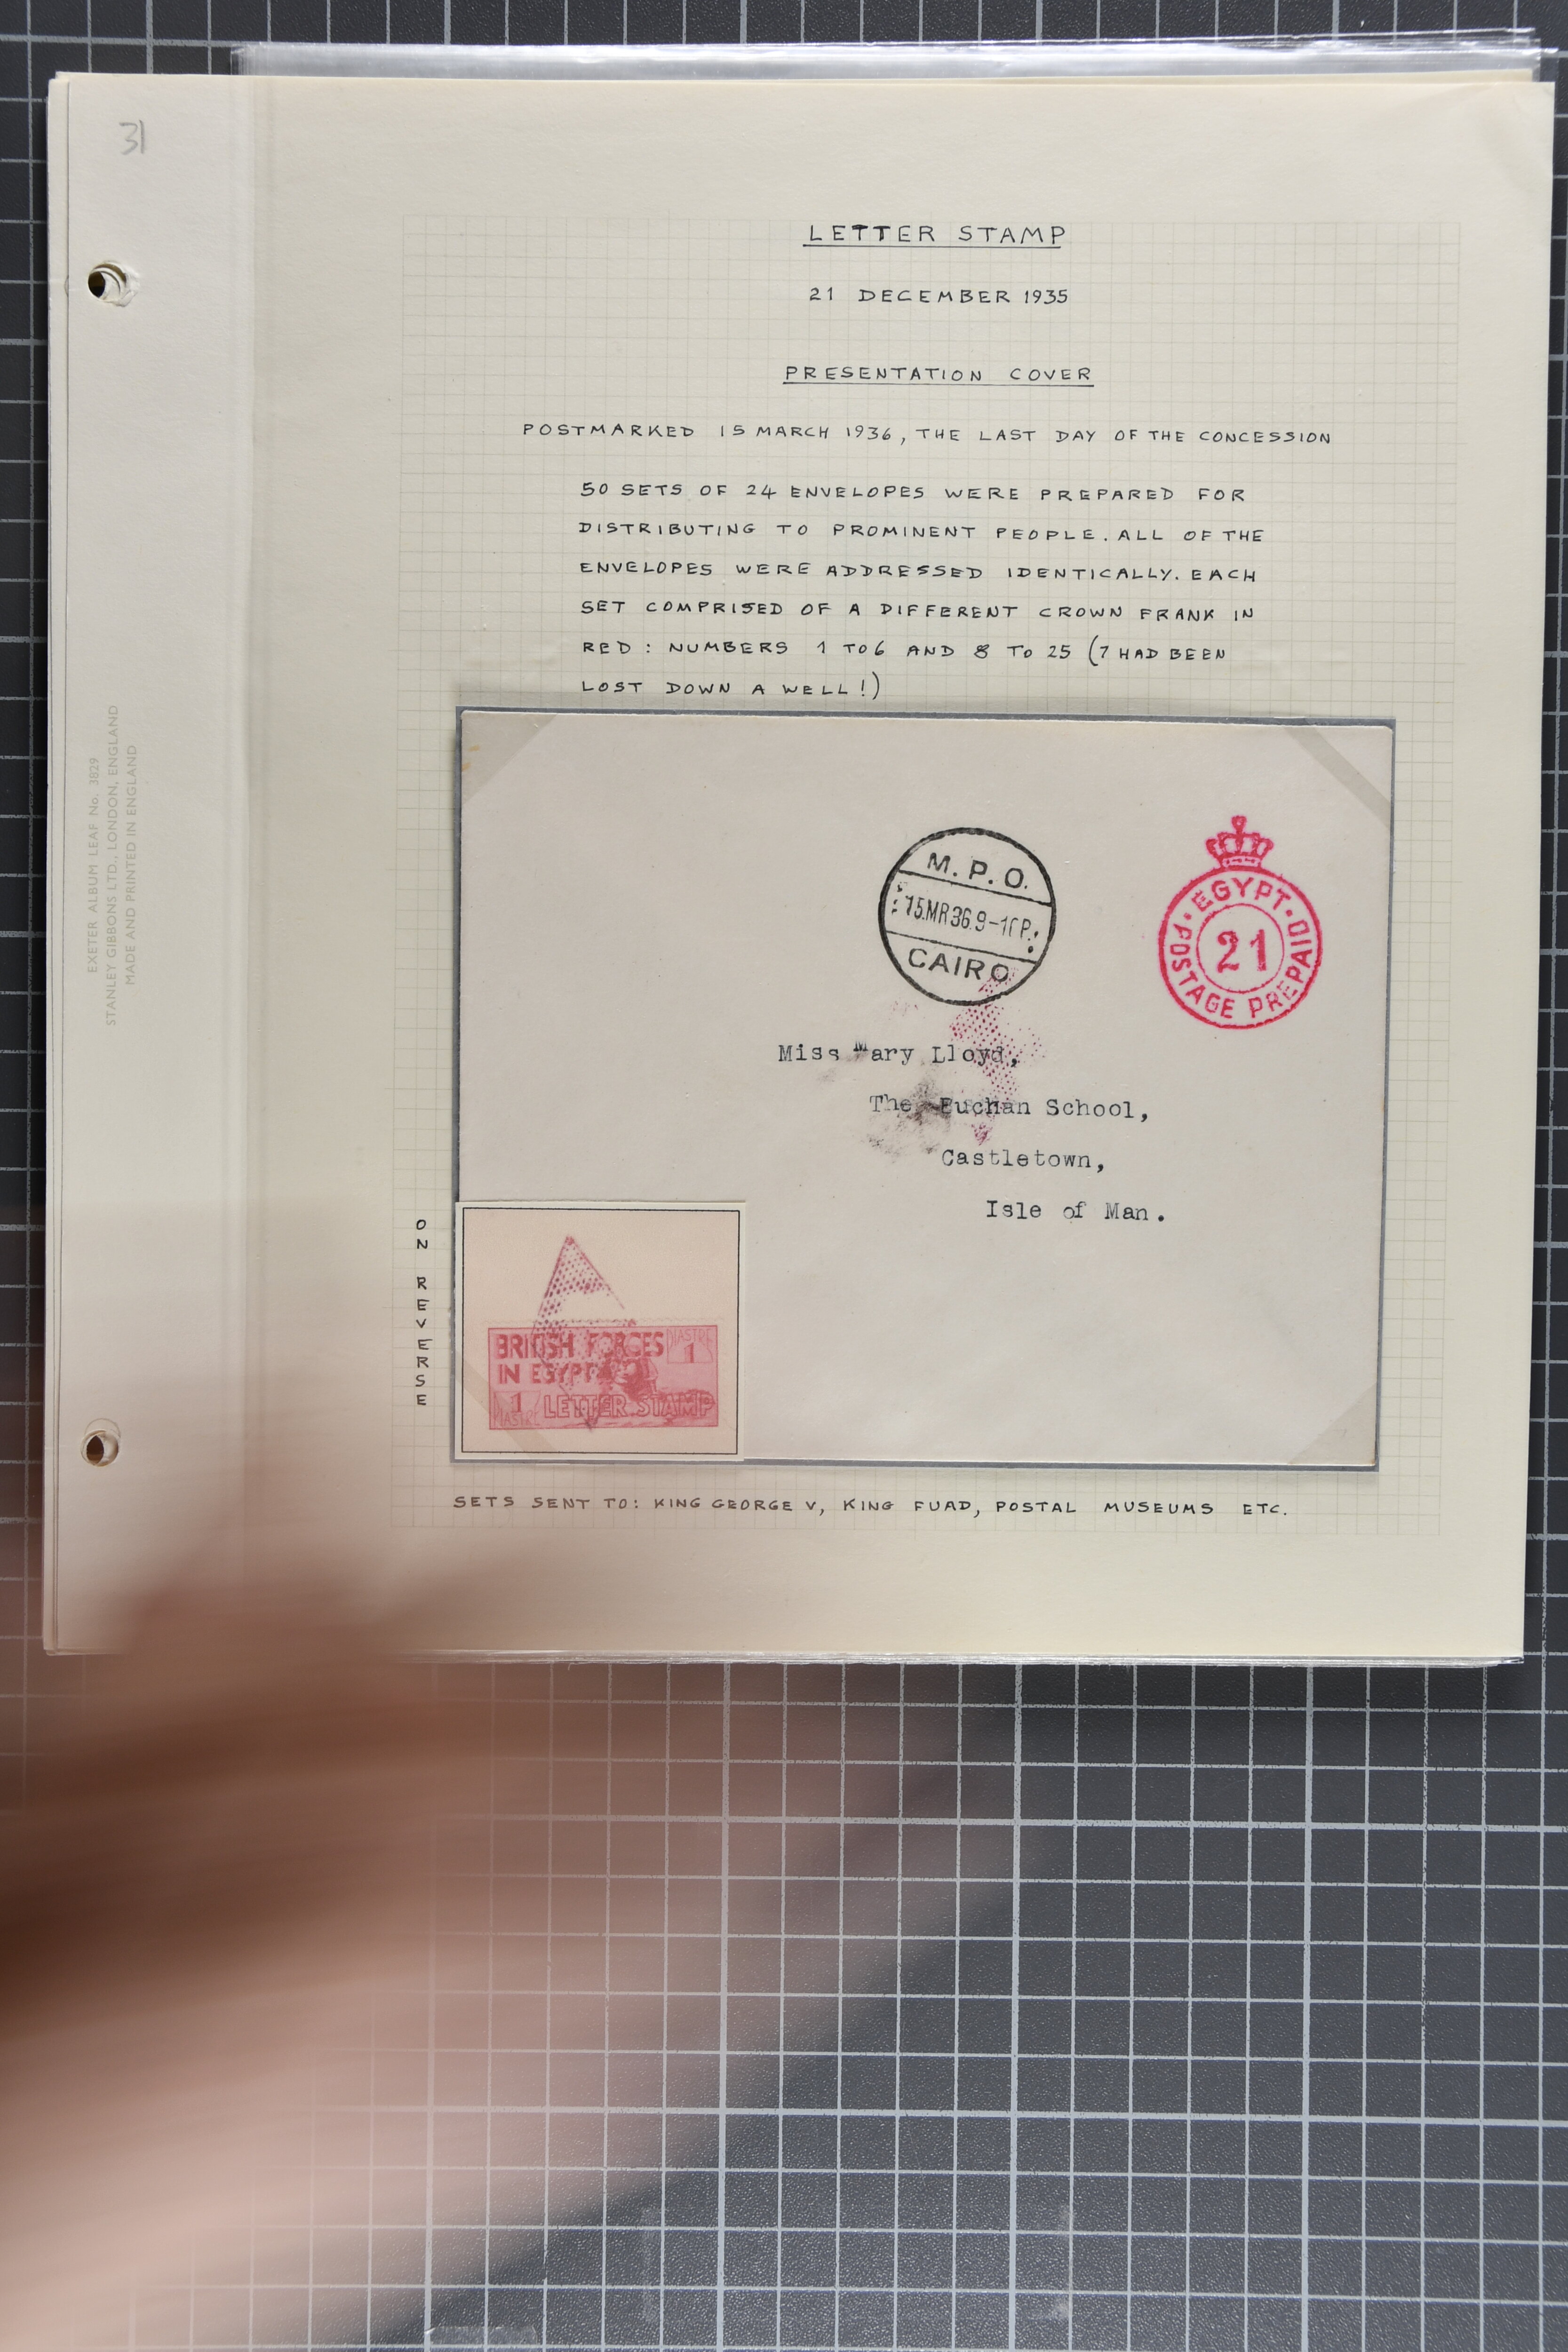 31
LETTER STAMP
21 DECEMBER 1935
PRESENTATION COVER
POSTMARKED 15 MARCH 1936, THE LAST DAY OF THE CONCESSION
50 SETS OF 24 ENVELOPES WERE PREPARED FOR
DISTRIBUTING TO PROMINENT PEOPLE. ALL OF THE
ENVELOPES WERE ADDRESSED IDENTICALLY. EACH
SET COMPRISED OF A DIFFERENT CROWN FRANK IN
RED: NUMBERS 1 TO 6 AND 8 TO 25 (7 HAD BEEN
LOST DOWN A WELL!)
EXETER ALBUM LEAF No. 3829
STANLEY GIBBONS LTD., LONDON, ENGLAND
MADE AND PRINTED IN ENGLAND
M.P.O.
15.MR36.9-10P.
CAIRO
EGYPT
21
POSTAGE PREPAID
Miss Mary Lloyd,
The Buchan School,
Castletown,
Isle of Man.
ON REVERSE
BRITISH FORCES
IN EGYPT
PIASTRE
1
1
PIASTRE
LETTER STAMP
SETS SENT TO: KING GEORGE V, KING FUAD, POSTAL MUSEUMS ETC.